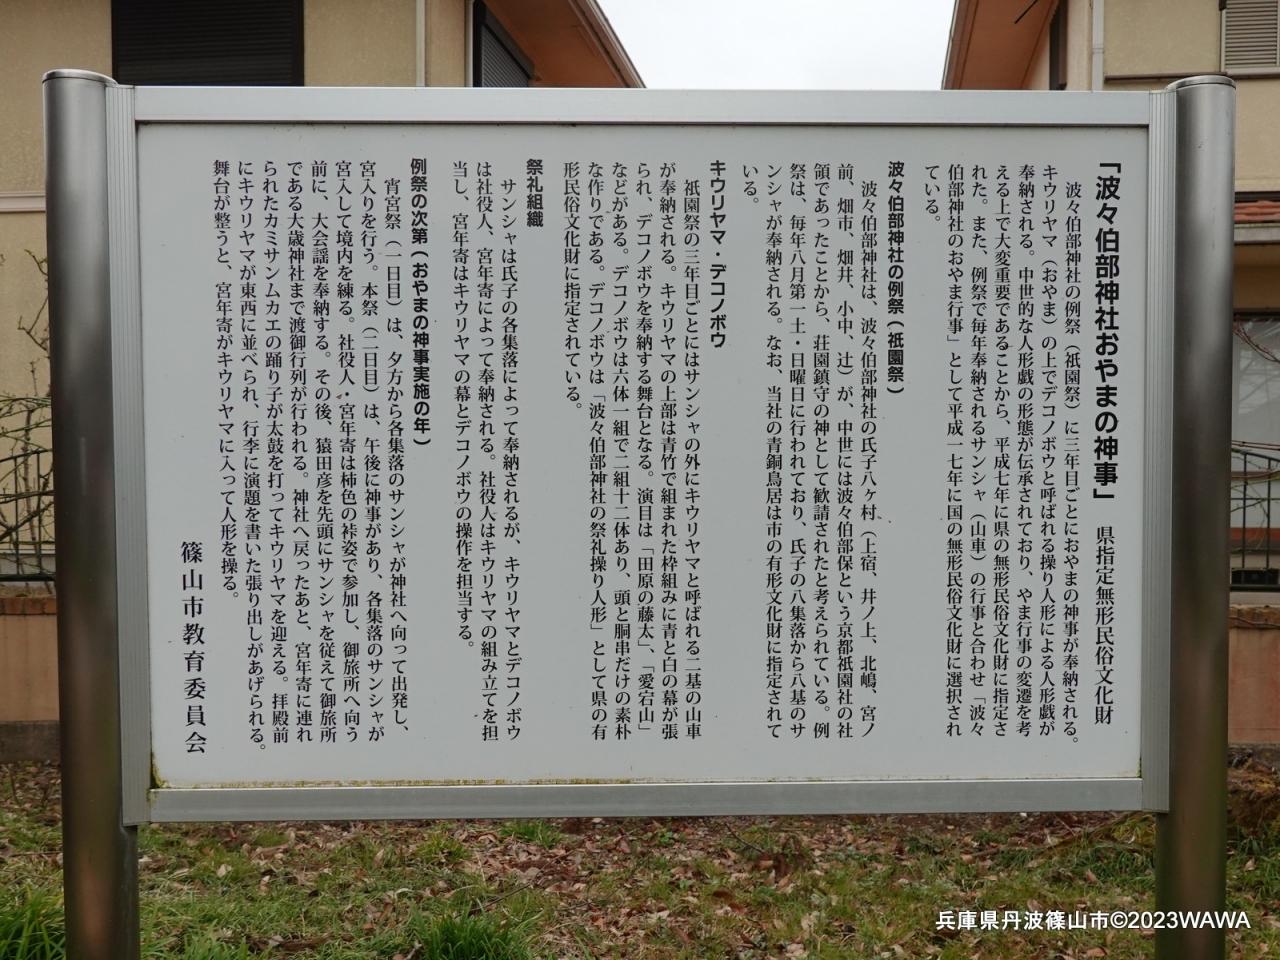 「波々伯部神社おやまの神事」 県指定無形民俗文化財
波々伯部神社の例祭（祇園祭）に三年目ごとにおやまの神事が奉納される。
キウリヤマ（おやま）の上でデコノボウと呼ばれる操り人形による人形戯が
奉納される。中世的な人形戯の形態が伝承されており、やま行事の変遷を考
える上で大変重要であることから、平成七年に県の無形民俗文化財に指定さ
れた。また、例祭で毎年奉納されるサンシャ（山車）の行事と合わせ「波々
伯部神社のおやま行事」として平成一七年に国の無形民俗文化財に選択され
ている。
波々伯部神社の例祭（祇園祭）
波々伯部神社は、波々伯部神社の氏子八ヶ村（上宿、井ノ上、北嶋、宮ノ
前、畑市、畑井、小中、辻）が、中世には波々伯部保という京都祇園社の社
領であったことから、荘園鎮守の神として歓請されたと考えられている。例
祭は、毎年八月第一土・日曜日に行われており、氏子の八集落から八基のサ
ンシャが奉納される。なお、当社の青銅鳥居は市の有形文化財に指定されて
いる。
キウリヤマ・デコノボウ
祇園祭の三年目ごとにはサンシャの外にキウリヤマと呼ばれる二基の山車
が奉納される。キウリヤマの上部は青竹で組まれた枠組みに青と白の幕が張
られ、デコノボウを奉納する舞台となる。演目は「田原の藤太」、「愛宕山」
などがある。デコノボウは六体一組で二組十二体あり、頭と胴串だけの素朴
な作りである。デコノボウは「波々伯部神社の祭礼操り人形」として県の有
形民俗文化財に指定されている。
祭礼組織
サンシャは氏子の各集落によって奉納されるが、キウリヤマとデコノボウ
は社役人、宮年寄によって奉納される。社役人はキウリヤマの組み立てを担
当し、宮年寄はキウリヤマの幕とデコノボウの操作を担当する。
例祭の次第（おやまの神事実施の年）
宵宮祭（一日目）は、夕方から各集落のサンシャが神社へ向って出発し、
宮入りを行う。本祭（二日目）は、午後に神事があり、各集落のサンシャが
宮入して境内を練る。社役人・宮年寄は柿色の裃姿で参加し、御旅所へ向う
前に、大会謡を奉納する。その後、猿田彦を先頭にサンシャを従えて御旅所
である大歳神社まで渡御行列が行われる。神社へ戻ったあと、宮年寄に連れ
られたカミサンムカエの踊り子が太鼓を打ってキウリヤマを迎える。拝殿前
にキウリヤマが東西に並べられ、行李に演題を書いた張り出しがあげられる。
舞台が整うと、宮年寄がキウリヤマに入って人形を操る。
篠山市教育委員会
兵庫県丹波篠山市©2023WAWA